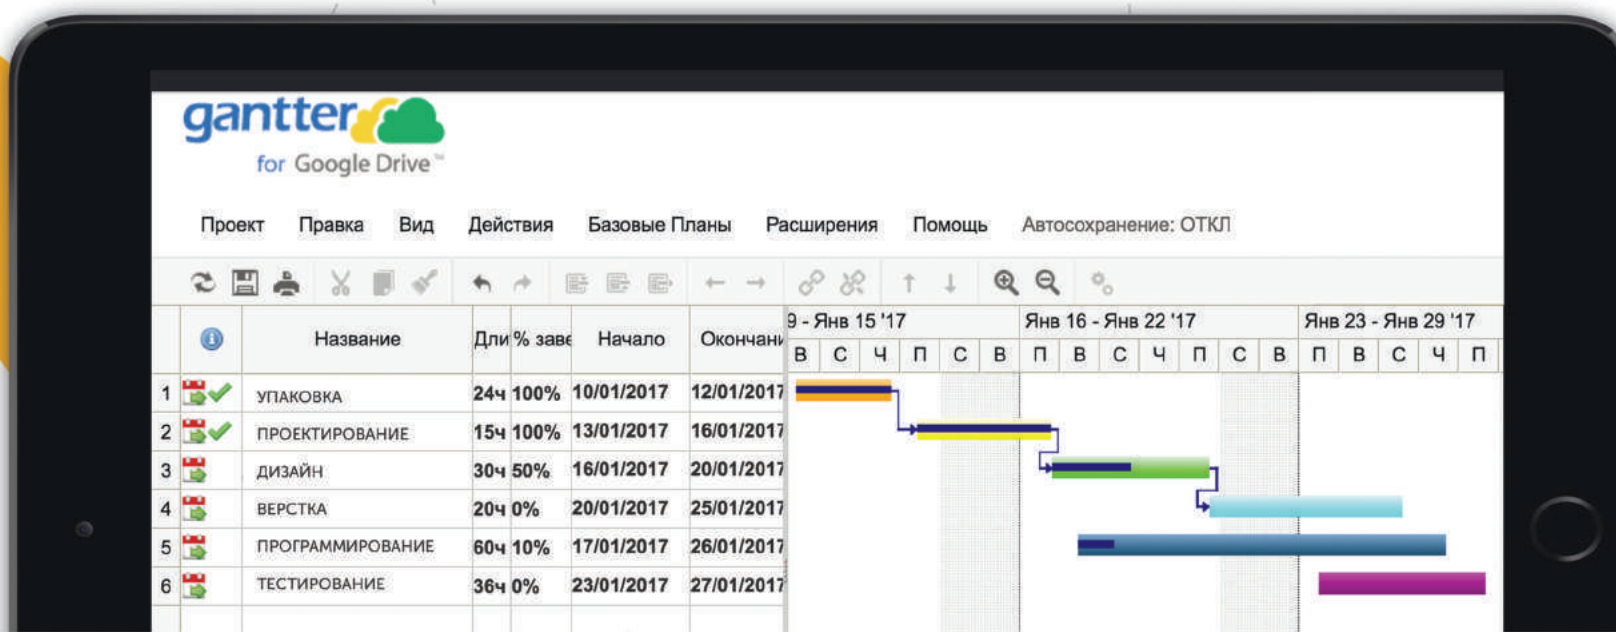 gantter
for Google Drive™
Проект Правка Вид Действия Базовые Планы Расширения Помощь Автосохранение: ОТКЛ
Название Дли % заве Начало Окончани 9 - Янв 15 '17 Янв 16 - Янв 22 '17 Янв 23 - Янв 29 '17
В С Ч П С В П В С Ч П С В П В С Ч П
1 УПАКОВКА 24ч 100% 10/01/2017 12/01/2017
2 ПРОЕКТИРОВАНИЕ 15ч 100% 13/01/2017 16/01/2017
3 ДИЗАЙН 30ч 50% 16/01/2017 20/01/2017
4 ВЕРСТКА 20ч 0% 20/01/2017 25/01/2017
5 ПРОГРАММИРОВАНИЕ 60ч 10% 17/01/2017 26/01/2017
6 ТЕСТИРОВАНИЕ 36ч 0% 23/01/2017 27/01/2017